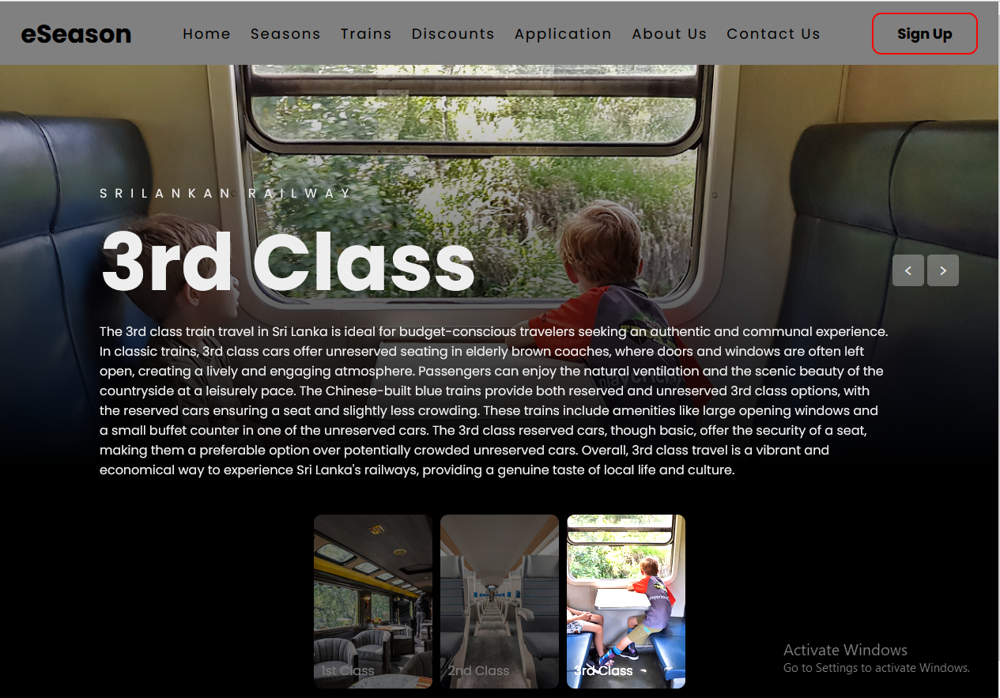 eSeason
Home Seasons Trains Discounts Application About Us Contact Us
Sign Up
SRILANKAN RAILWAY
3rd Class
< >
The 3rd class train travel in Sri Lanka is ideal for budget-conscious travelers seeking an authentic and communal experience.
In classic trains, 3rd class cars offer unreserved seating in elderly brown coaches, where doors and windows are often left
open, creating a lively and engaging atmosphere. Passengers can enjoy the natural ventilation and the scenic beauty of the
countryside at a leisurely pace. The Chinese-built blue trains provide both reserved and unreserved 3rd class options, with
the reserved cars ensuring a seat and slightly less crowding. These trains include amenities like large opening windows and
a small buffet counter in one of the unreserved cars. The 3rd class reserved cars, though basic, offer the security of a seat,
making them a preferable option over potentially crowded unreserved cars. Overall, 3rd class travel is a vibrant and
economical way to experience Sri Lanka's railways, providing a genuine taste of local life and culture.
1st Class
2nd Class
3rd Class
Activate Windows
Go to Settings to activate Windows.